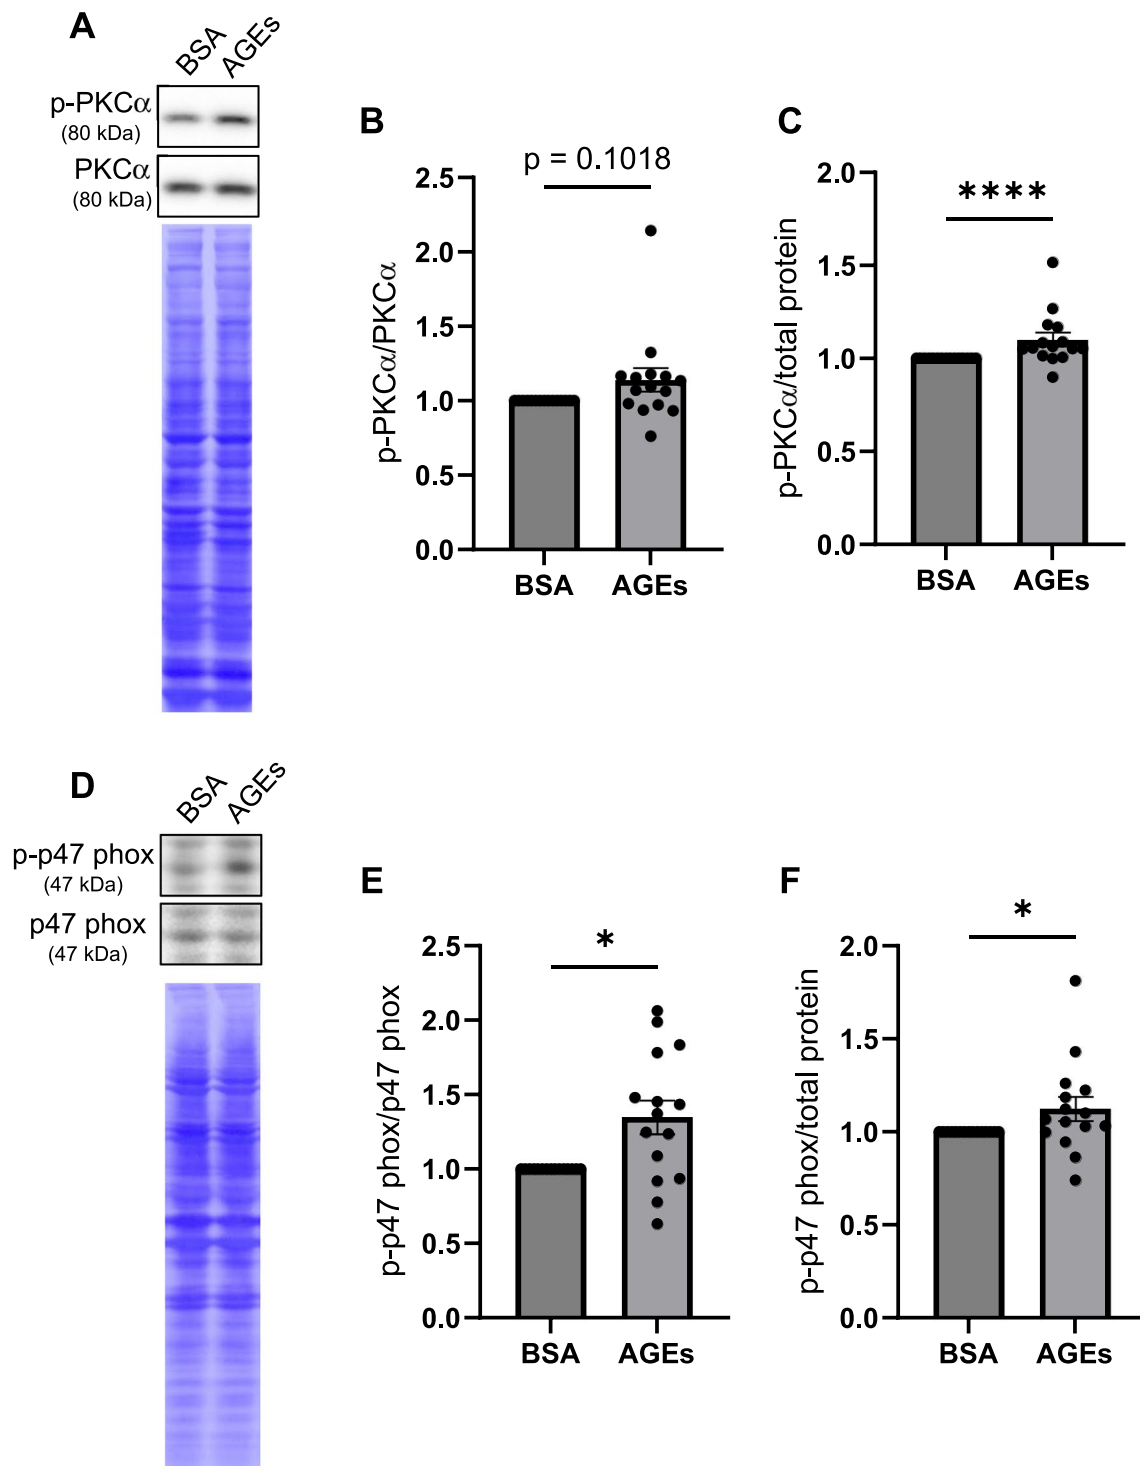 A
BSA AGEs
p-PKCα
(80 kDa)
PKCα
(80 kDa)
B
p = 0.1018
2.5
2.0
1.5
1.0
0.5
0.0
p-PKCα/PKCα
BSA AGEs
C
****
2.0
1.5
1.0
0.5
0.0
p-PKCα/total protein
BSA AGEs
D
BSA AGEs
p-p47 phox
(47 kDa)
p47 phox
(47 kDa)
E
*
2.5
2.0
1.5
1.0
0.5
0.0
p-p47 phox/p47 phox
BSA AGEs
F
*
2.0
1.5
1.0
0.5
0.0
p-p47 phox/total protein
BSA AGEs